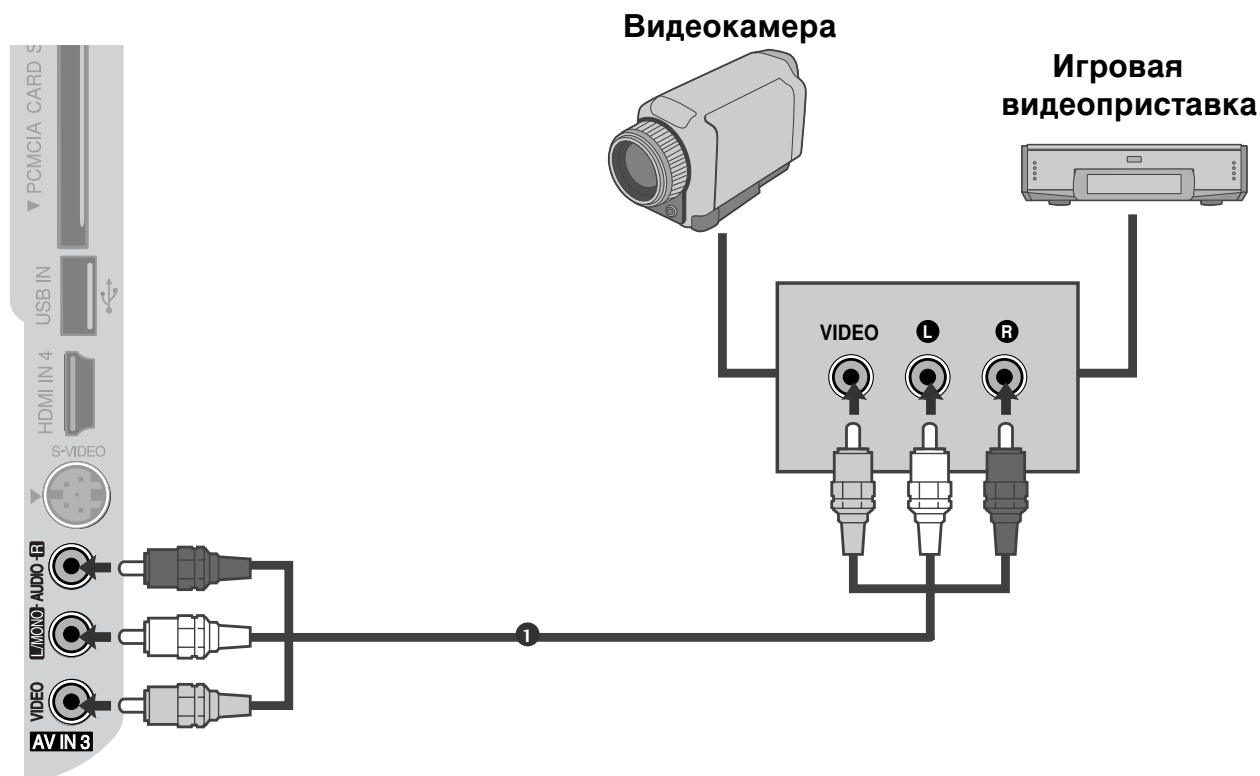 Видеокамера
Игровая
видеоприставка
▼ PCMCIA CARD S
USB IN
HDMI IN 4
S-VIDEO
L/MONO - AUDIO - R
VIDEO
AV IN 3
VIDEO L R
1